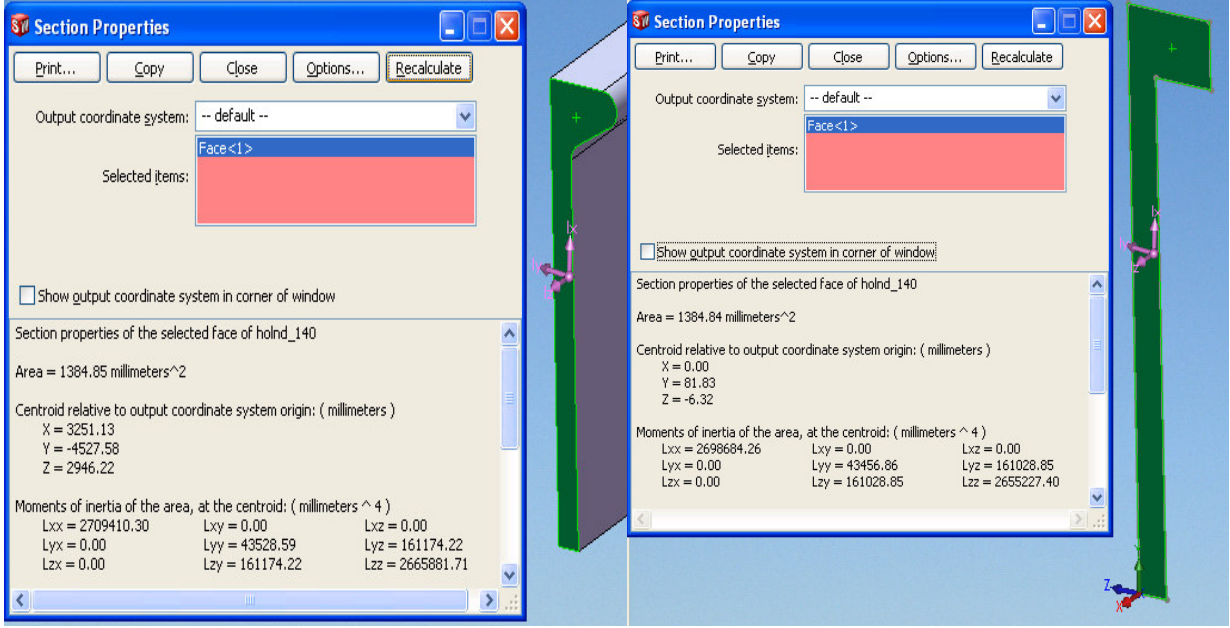 Section Properties
Print... Copy Close Options... Recalculate
Output coordinate system: -- default --
Face<1>
Selected items:
Show output coordinate system in corner of window
Section properties of the selected face of holnd_140
Area = 1384.85 millimeters^2
Centroid relative to output coordinate system origin: ( millimeters )
X = 3251.13
Y = -4527.58
Z = 2946.22
Moments of inertia of the area, at the centroid: ( millimeters ^ 4 )
Lxx = 2709410.30 Lxy = 0.00 Lxz = 0.00
Lyx = 0.00 Lyy = 43528.59 Lyz = 161174.22
Lzx = 0.00 Lzy = 161174.22 Lzz = 2665881.71
Ix
Section Properties
Print... Copy Close Options... Recalculate
Output coordinate system: -- default --
Face<1>
Selected items:
Show output coordinate system in corner of window
Section properties of the selected face of holnd_140
Area = 1384.84 millimeters^2
Centroid relative to output coordinate system origin: ( millimeters )
X = 0.00
Y = 81.83
Z = -6.32
Moments of inertia of the area, at the centroid: ( millimeters ^ 4 )
Lxx = 2698684.26 Lxy = 0.00 Lxz = 0.00
Lyx = 0.00 Lyy = 43456.86 Lyz = 161028.85
Lzx = 0.00 Lzy = 161028.85 Lzz = 2655227.40
Ix
Z
X